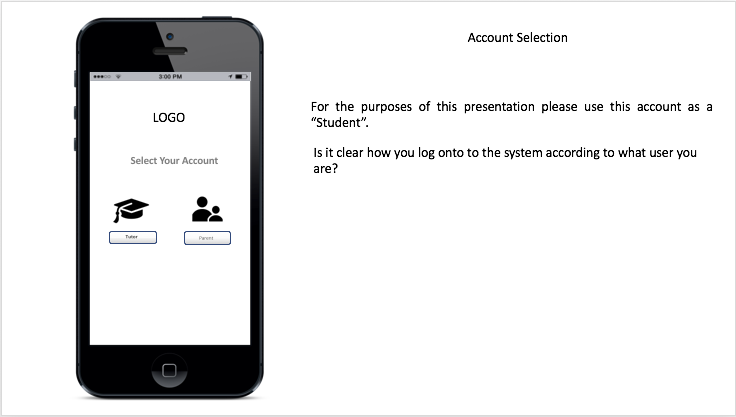 Account Selection
3:00 PM
LOGO
Select Your Account
Tutor
Parent
For the purposes of this presentation please use this account as a
“Student”.
Is it clear how you log onto to the system according to what user you
are?